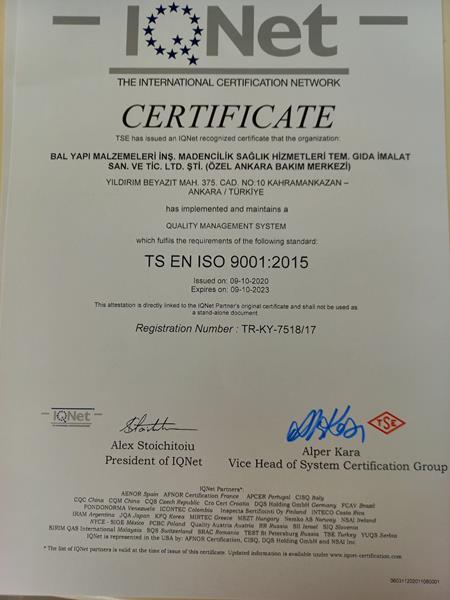 IQNet
THE INTERNATIONAL CERTIFICATION NETWORK
CERTIFICATE
TSE has issued an IQNet recognized certificate that the organization:
BAL YAPI MALZEMELERİ İNŞ. MADENCİLİK SAĞLIK HİZMETLERİ TEM. GIDA İMALAT
SAN. VE TİC. LTD. ŞTİ. (ÖZEL ANKARA BAKIM MERKEZİ)
YILDIRIM BEYAZIT MAH. 375. CAD. NO:10 KAHRAMANKAZAN –
ANKARA / TÜRKİYE
has implemented and maintains a
QUALITY MANAGEMENT SYSTEM
which fulfils the requirements of the following standard:
TS EN ISO 9001:2015
Issued on: 09-10-2020
Expires on: 09-10-2023
This attestation is directly linked to the IQNet Partner's original certificate and shall not be used as
a stand-alone document
Registration Number : TR-KY-7518/17
IQNet
TSE
Alex Stoichitoiu
President of IQNet
Alper Kara
Vice Head of System Certification Group
IQNet Partners*:
AENOR Spain AFNOR Certification France APCER Portugal CISQ Italy
CQC China CQM China CQS Czech Republic Cro Cert Croatia DQS Holding GmbH Germany FCAV Brazil
FONDONORMA Venezuela ICONTEC Colombia Inspecta Sertifiointi Oy Finland INTECO Costa Rica
IRAM Argentina JQA Japan KFQ Korea MIRTEC Greece MSZT Hungary Nemko AS Norway NSAI Ireland
NYCE - SIGE México PCBC Poland Quality Austria Austria RR Russia SII Israel SIQ Slovenia
SIRIM QAS International Malaysia SQS Switzerland SRAC Romania TEST St Petersburg Russia TSE Turkey YUQS Serbia
IQNet is represented in the USA by: AFNOR Certification, CISQ, DQS Holding GmbH and NSAI Inc.
* The list of IQNet partners is valid at the time of issue of this certificate. Updated information is available under www.iqnet-certification.com